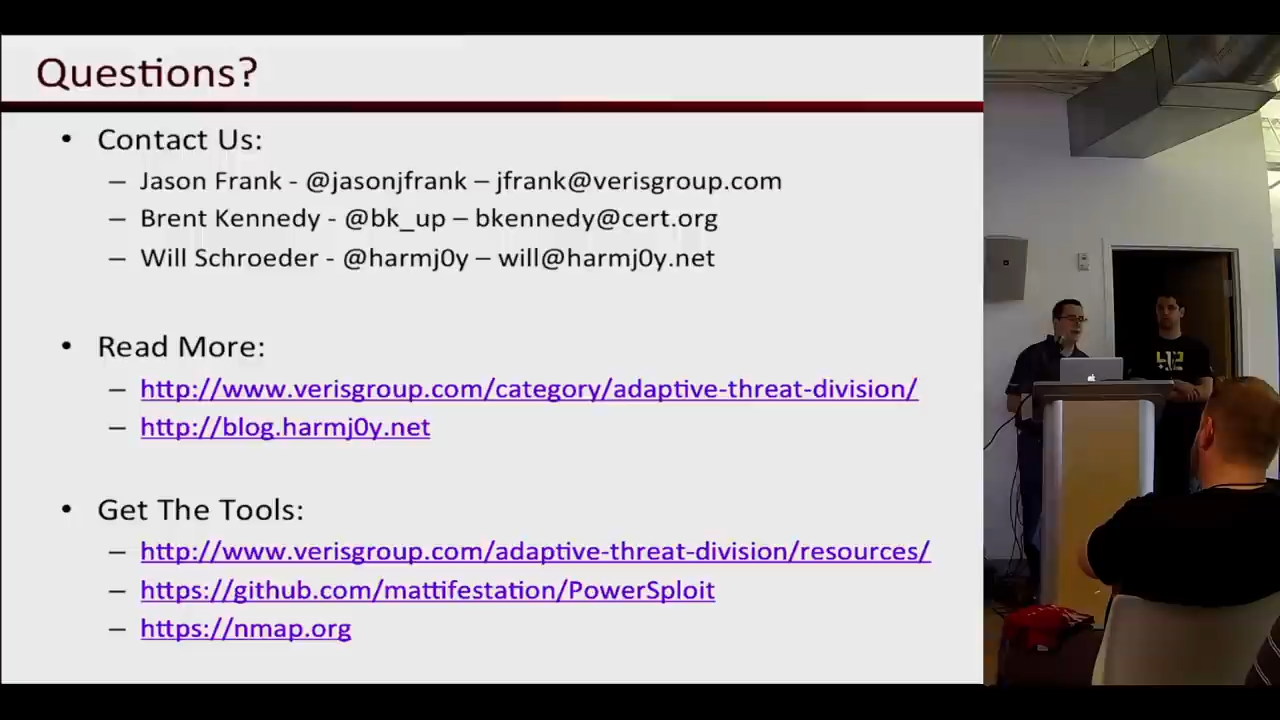 Questions?
• Contact Us:
– Jason Frank - @jasonjfrank – jfrank@verisgroup.com
– Brent Kennedy - @bk_up – bkennedy@cert.org
– Will Schroeder - @harmj0y – will@harmj0y.net
• Read More:
– http://www.verisgroup.com/category/adaptive-threat-division/
– http://blog.harmj0y.net
• Get The Tools:
– http://www.verisgroup.com/adaptive-threat-division/resources/
– https://github.com/mattifestation/PowerSploit
– https://nmap.org